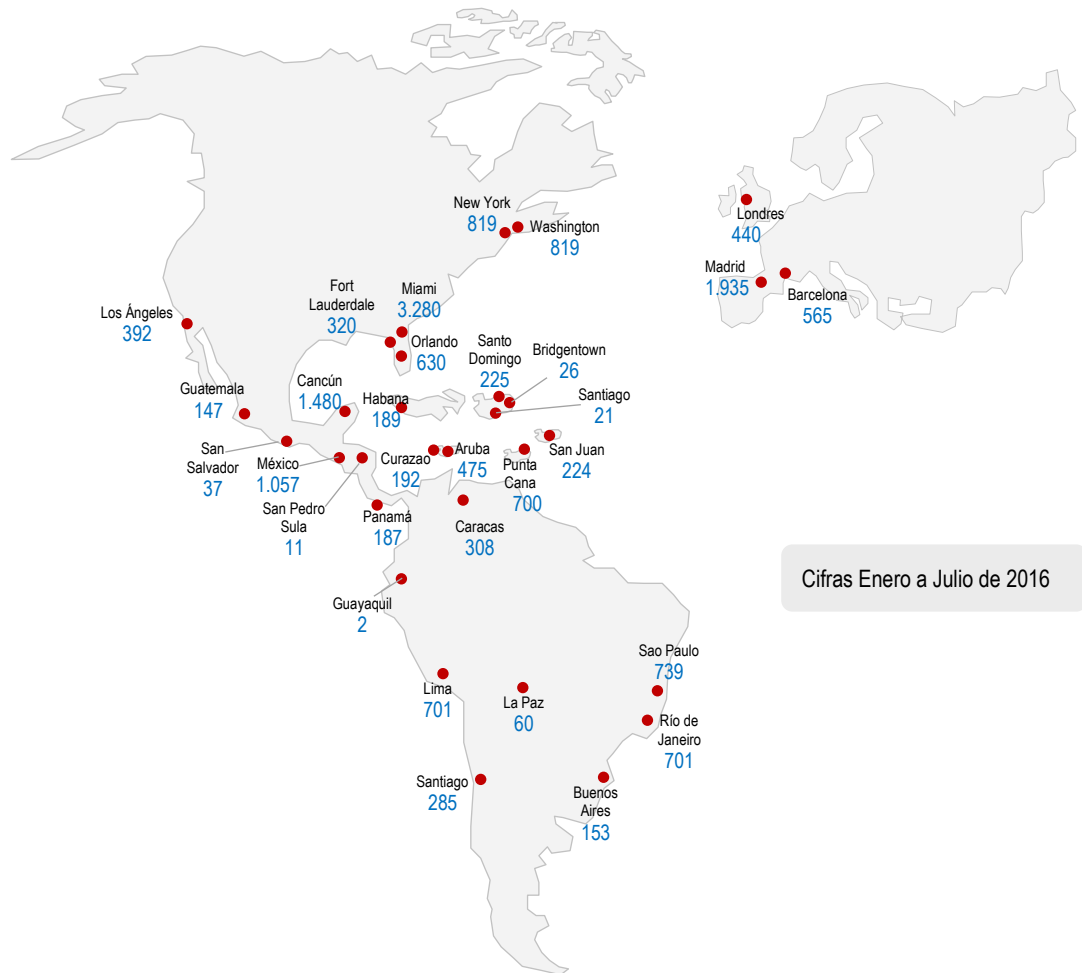 New York
819
Washington
819
Londres
440
Madrid
1.935
Barcelona
565
Fort
Lauderdale
320
Miami
3.280
Los Ángeles
392
Orlando
630
Santo
Domingo
225
Bridgentown
26
Santiago
21
Guatemala
147
Cancún
1.480
Habana
189
San
Salvador
37
México
1.057
Curazao
192
Aruba
475
Punta
Cana
700
San Juan
224
San Pedro
Sula
11
Panamá
187
Caracas
308
Cifras Enero a Julio de 2016
Guayaquil
2
Sao Paulo
739
Lima
701
La Paz
60
Río de
Janeiro
701
Santiago
285
Buenos
Aires
153